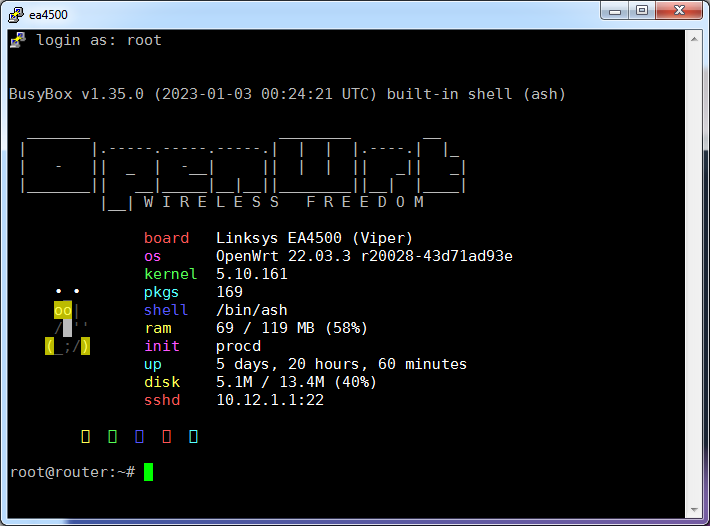 ea4500
login as: root
BusyBox v1.35.0 (2023-01-03 00:24:21 UTC) built-in shell (ash)
OpenWrt
WIRELESS FREEDOM
board Linksys EA4500 (Viper)
os OpenWrt 22.03.3 r20028-43d71ad93e
kernel 5.10.161
pkgs 169
shell /bin/ash
ram 69 / 119 MB (58%)
init procd
up 5 days, 20 hours, 60 minutes
disk 5.1M / 13.4M (40%)
sshd 10.12.1.1:22
root@router:~#